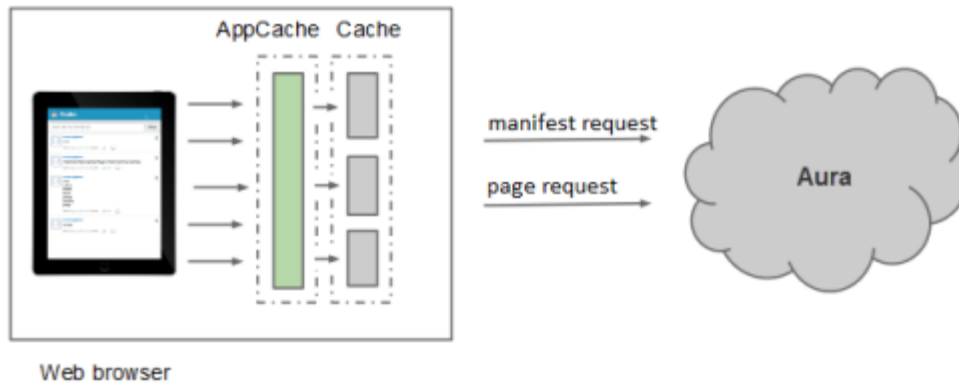 AppCache Cache
manifest request
page request
Aura
Web browser